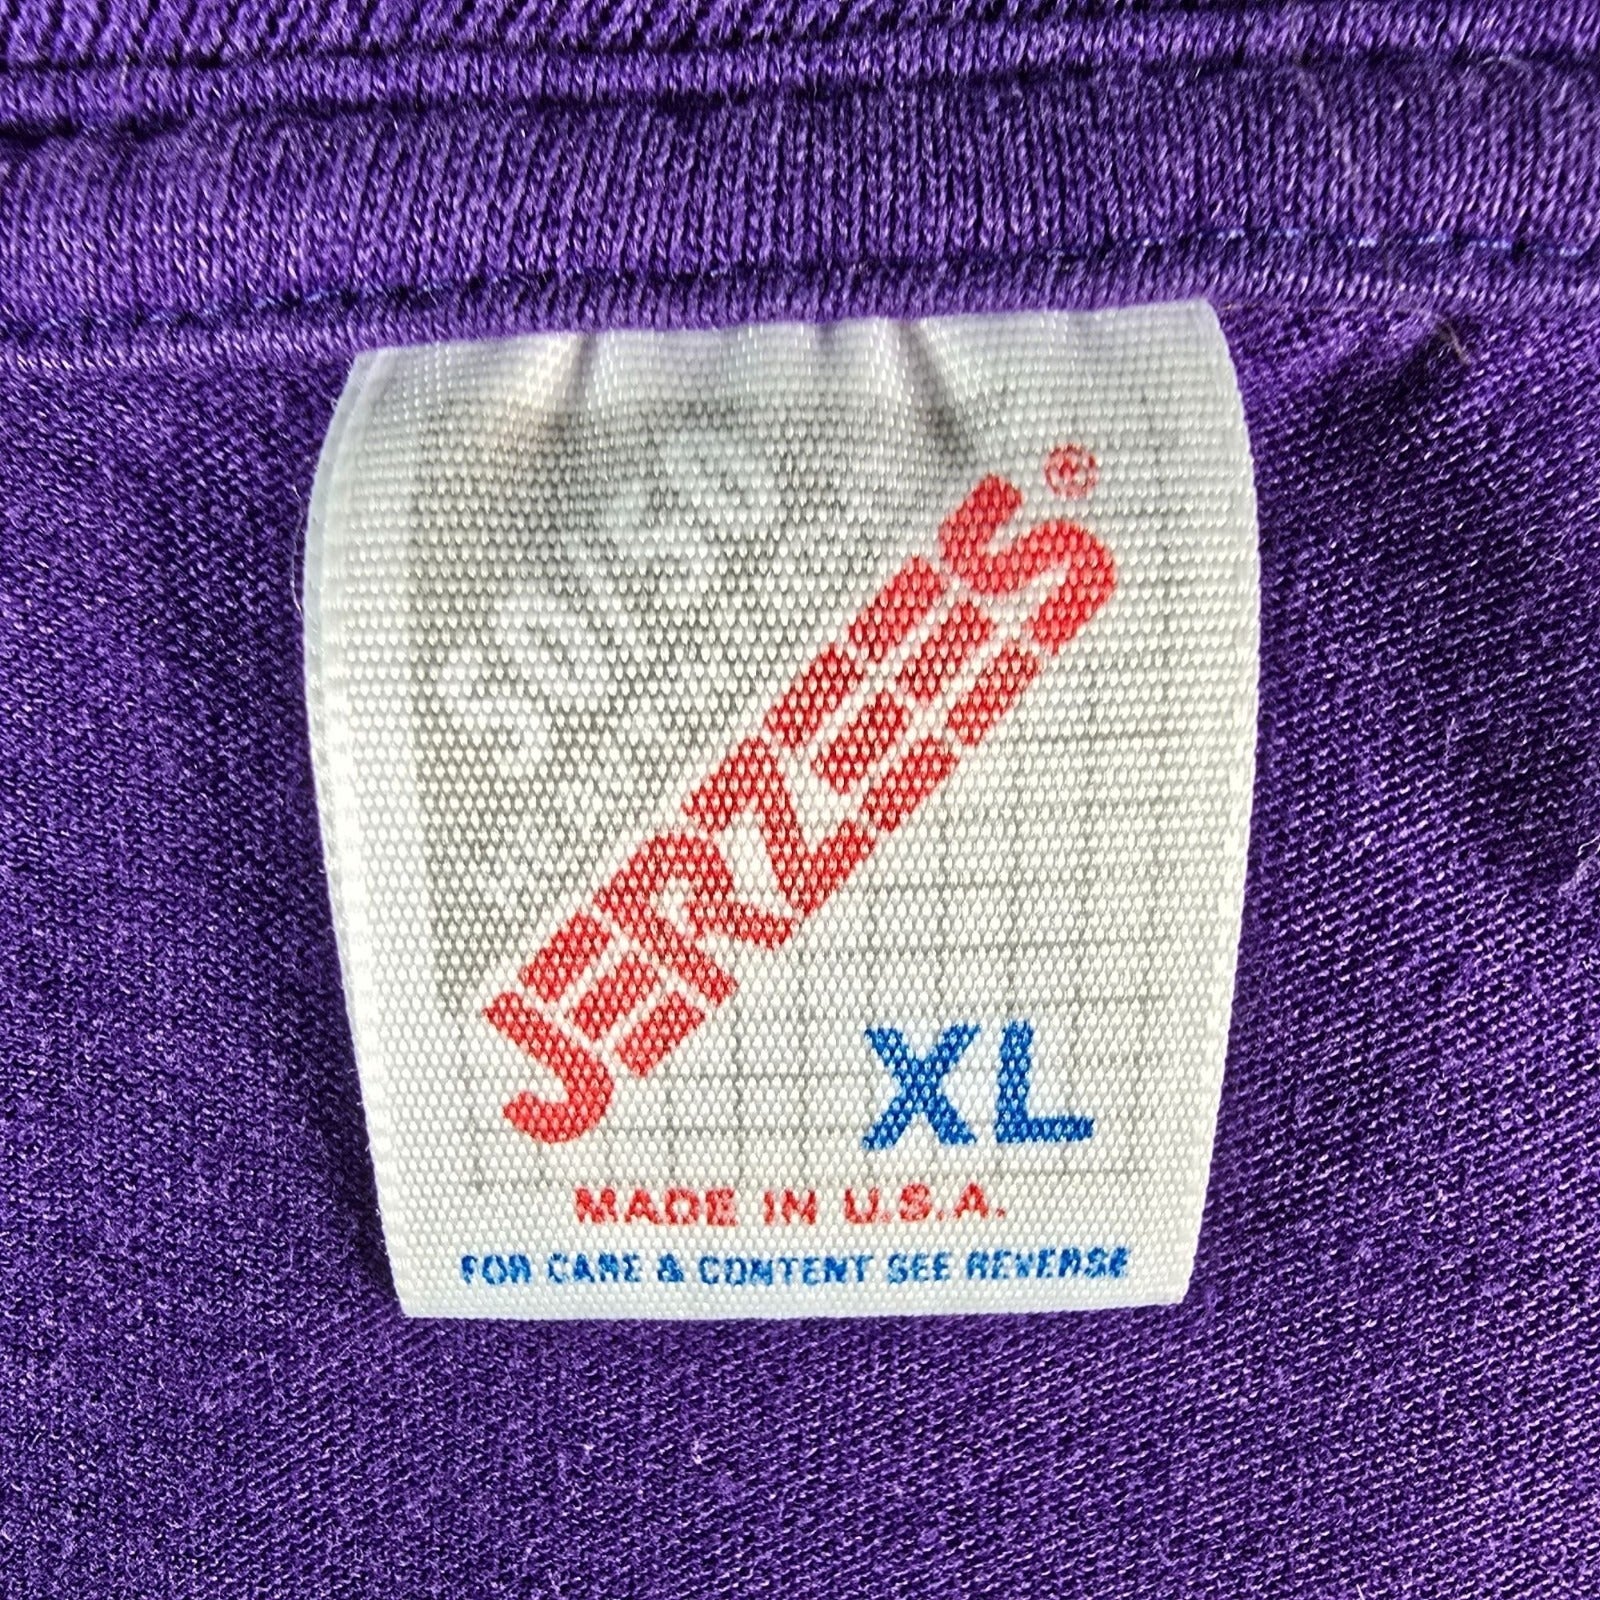 JERZEES®
XL
MADE IN U.S.A.
FOR CARE & CONTENT SEE REVERSE